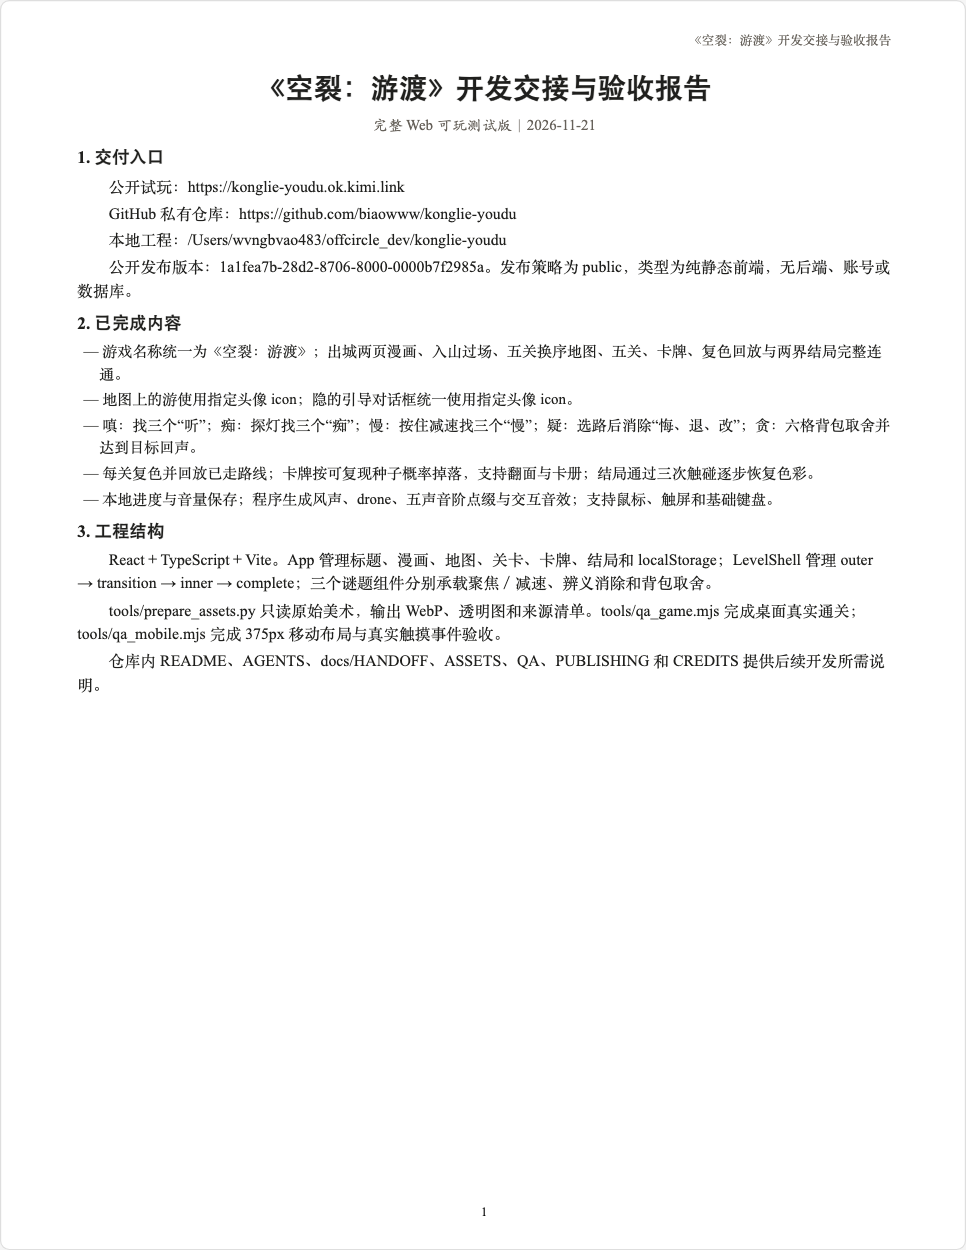 《空裂：游渡》开发交接与验收报告
《空裂：游渡》开发交接与验收报告
完整 Web 可玩测试版 | 2026-11-21
1. 交付入口
公开试玩：https://konglie-youdu.ok.kimi.link
GitHub 私有仓库：https://github.com/biaowww/konglie-youdu
本地工程：/Users/wvngbvao483/offcircle_dev/konglie-youdu
公开发布版本：1a1fea7b-28d2-8706-8000-0000b7f2985a。发布策略为 public，类型为纯静态前端，无后端、账号或
数据库。
2. 已完成内容
— 游戏名称统一为《空裂：游渡》；出城两页漫画、入山过场、五关换序地图、五关、卡牌、复色回放与两界结局完整连
通。
— 地图上的游使用指定头像 icon；隐的引导对话框统一使用指定头像 icon。
— 嗔：找三个“听”；痴：探灯找三个“痴”；慢：按住减速找三个“慢”；疑：选路后消除“悔、退、改”；贪：六格背包取舍并
达到目标回声。
— 每关复色并回放已走路线；卡牌按可复现种子概率掉落，支持翻面与卡册；结局通过三次触碰逐步恢复色彩。
— 本地进度与音量保存；程序生成风声、drone、五声音阶点缀与交互音效；支持鼠标、触屏和基础键盘。
3. 工程结构
React + TypeScript + Vite。App 管理标题、漫画、地图、关卡、卡牌、结局和 localStorage；LevelShell 管理 outer
→ transition → inner → complete；三个谜题组件分别承载聚焦 / 减速、辨义消除和背包取舍。
tools/prepare_assets.py 只读原始美术，输出 WebP、透明图和来源清单。tools/qa_game.mjs 完成桌面真实通关；
tools/qa_mobile.mjs 完成 375px 移动布局与真实触摸事件验收。
仓库内 README、AGENTS、docs/HANDOFF、ASSETS、QA、PUBLISHING 和 CREDITS 提供后续开发所需说
明。
1